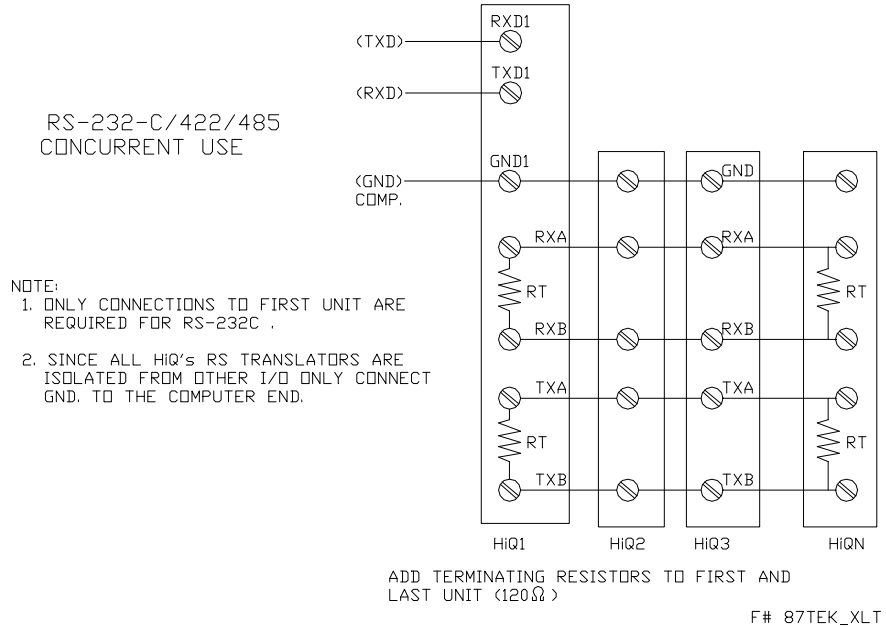 RXD1
(TXD)
TXD1
(RXD)
RS-232-C/422/485
CONCURRENT USE
GND1
(GND)
COMP.
GND
RXA
RXA
RT
RT
RXB
RXB
TXA
TXA
RT
RT
TXB
TXB
NOTE:
1. ONLY CONNECTIONS TO FIRST UNIT ARE
REQUIRED FOR RS-232C .
2. SINCE ALL HiQ's RS TRANSLATORS ARE
ISOLATED FROM OTHER I/O ONLY CONNECT
GND. TO THE COMPUTER END.
HiQ1
HiQ2
HiQ3
HiQN
ADD TERMINATING RESISTORS TO FIRST AND
LAST UNIT (120Ω)
F# 87TEK_XLT